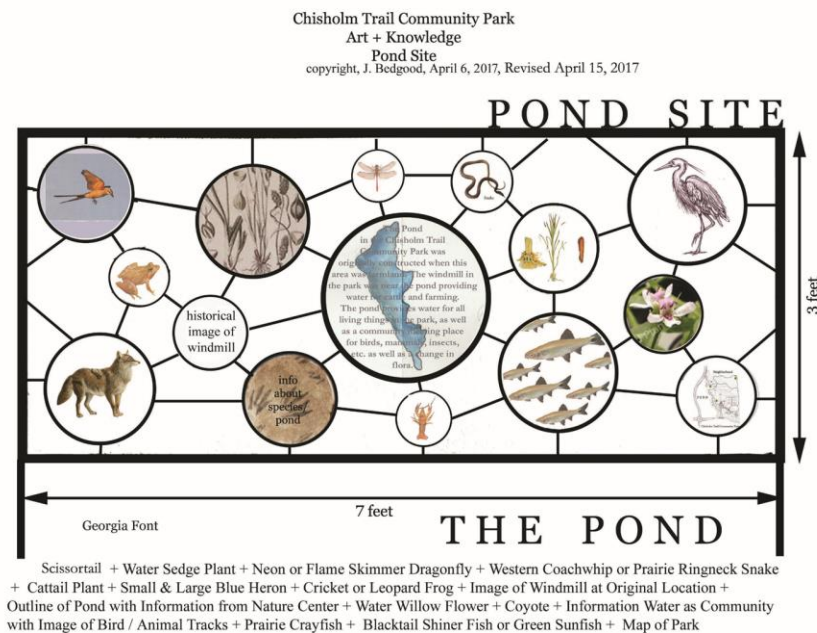 Chisholm Trail Community Park
Art + Knowledge
Pond Site
copyright, J. Bedgood, April 6, 2017, Revised April 15, 2017
POND SITE
Pond
in the Chisholm Trail
Community Park was
originally constructed when this
area was farmland. The windmill in
the park was near the pond providing
water for cattle and farming.
The pond provides water for all
living things in the park, as well
as a community place
for birds, mammals, insects,
etc. as well as a change in
flora.
historical
image of
windmill
info
about
species/
pond
3 feet
7 feet
Georgia Font
THE POND
Scissortail + Water Sedge Plant + Neon or Flame Skimmer Dragonfly + Western Coachwhip or Prairie Ringneck Snake
+ Cattail Plant + Small & Large Blue Heron + Cricket or Leopard Frog + Image of Windmill at Original Location +
Outline of Pond with Information from Nature Center + Water Willow Flower + Coyote + Information Water as Community
with Image of Bird / Animal Tracks + Prairie Crayfish + Blacktail Shiner Fish or Green Sunfish + Map of Park